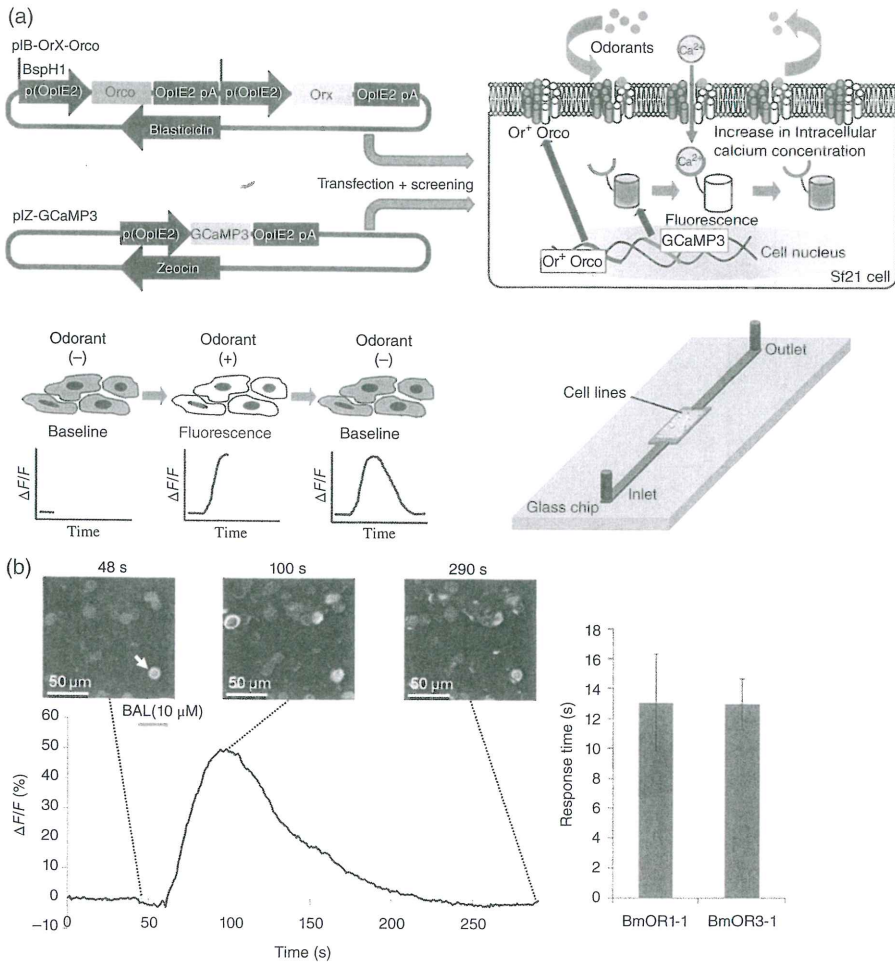 (a)
pIB-OrX-Orco
BspH1
p(OpIE2)
Orco
OpIE2 pA
p(OpIE2)
Orx
OpIE2 pA
Blasticidin
Transfection + screening
pIZ-GCaMP3
p(OpIE2)
GCaMP3
OpIE2 pA
Zeocin
Odorants
Ca²⁺
Or⁺ Orco
Increase in Intracellular
calcium concentration
Ca²⁺
Fluorescence
GCaMP3
Or⁺ Orco
Cell nucleus
Sf21 cell
Odorant
(−)
Odorant
(+)
Odorant
(−)
Baseline
Fluorescence
Baseline
ΔF/F
Time
ΔF/F
Time
ΔF/F
Time
Outlet
Cell lines
Inlet
Glass chip
(b)
48 s
100 s
290 s
50 μm
50 μm
50 μm
BAL(10 μM)
60
50
40
30
20
10
0
−10
ΔF/F (%)
0
50
100
150
200
250
Time (s)
18
16
14
12
10
8
6
4
2
0
Response time (s)
BmOR1-1
BmOR3-1